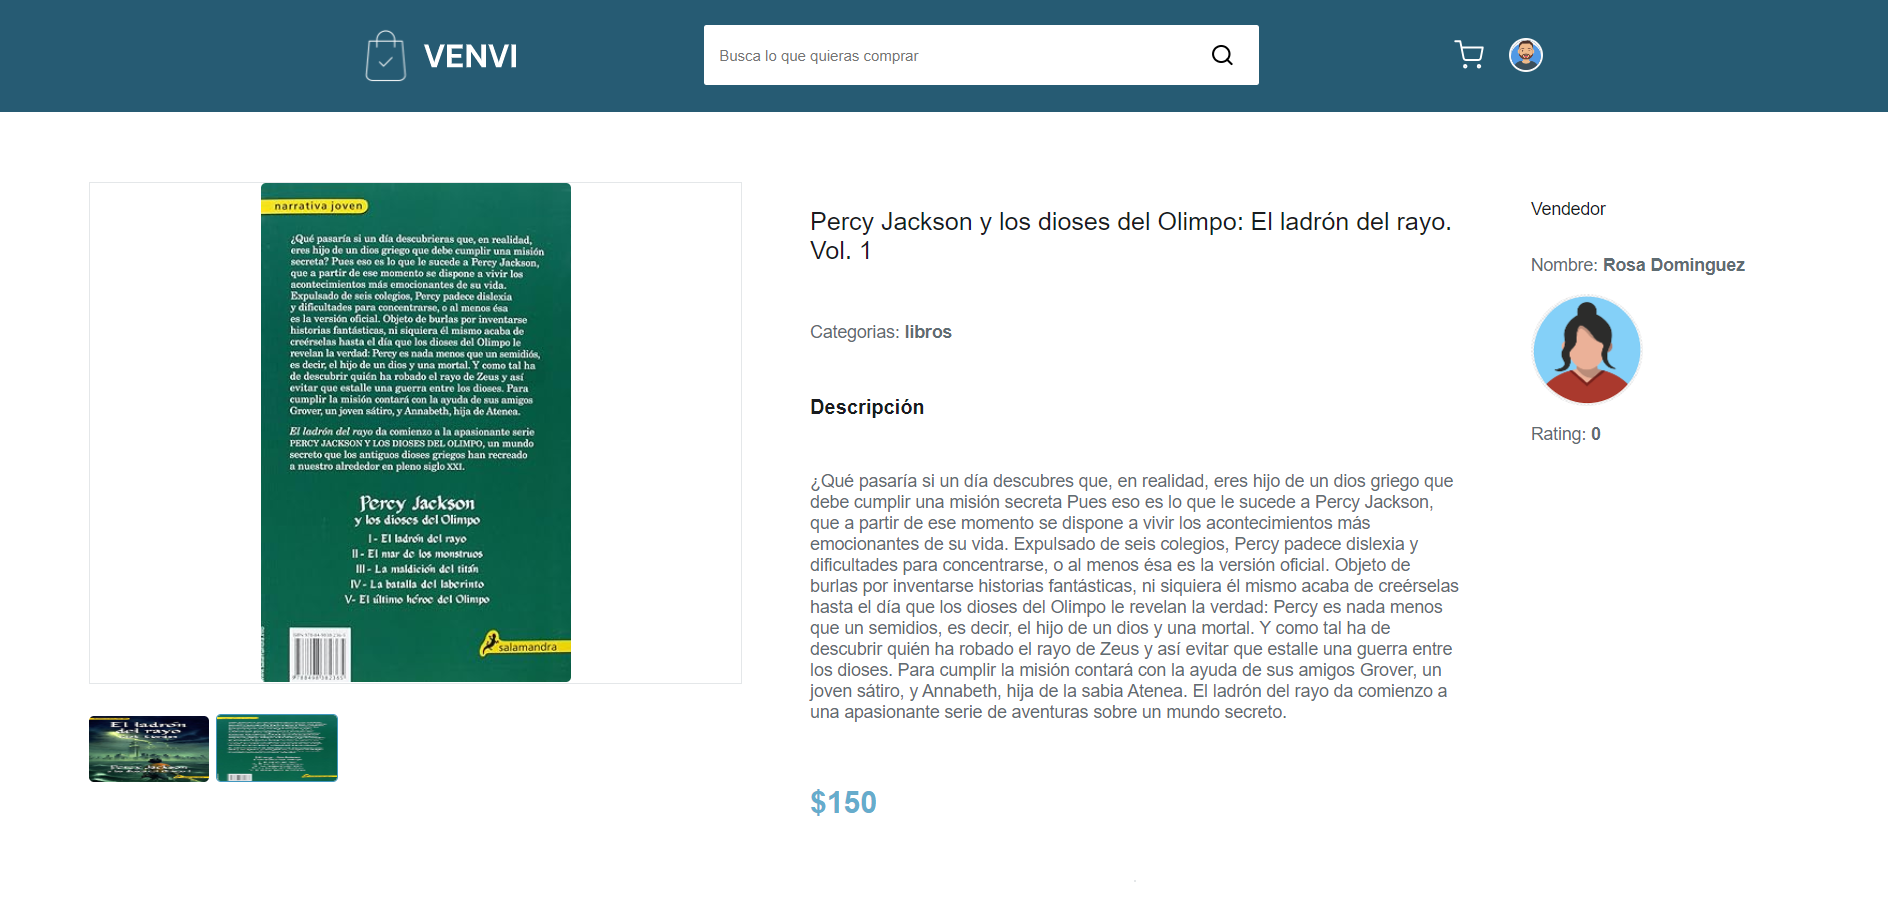 VENVI
Busca lo que quieras comprar
narrativa joven
¿Qué pasaría si un día descubrieras que, en realidad,
eres hijo de un dios griego que debe cumplir una misión
secreta? Pues eso es lo que le sucede a Percy Jackson,
que a partir de ese momento se dispone a vivir los
acontecimientos más emocionantes de su vida.
Expulsado de seis colegios, Percy padece dislexia
y dificultades para concentrarse, o al menos ésa
es la versión oficial. Objeto de burlas por inventarse
historias fantásticas, ni siquiera él mismo acaba de
creérselas hasta el día que los dioses del Olimpo le
revelan la verdad: Percy es nada menos que un semidiós,
es decir, el hijo de un dios y una mortal. Y como tal ha
de descubrir quién ha robado el rayo de Zeus y así
evitar que estalle una guerra entre los dioses. Para
cumplir la misión contará con la ayuda de sus amigos
Grover, un joven sátiro, y Annabeth, hija de Atenea.
El ladrón del rayo da comienzo a la apasionante serie
PERCY JACKSON Y LOS DIOSES DEL OLIMPO, un mundo
secreto que los antiguos dioses griegos han recreado
a nuestro alrededor en pleno siglo XXI.
Percy Jackson
y los dioses del Olimpo
I - El ladrón del rayo
II - El mar de los monstruos
III - La maldición del titán
IV - La batalla del laberinto
V- El último héroe del Olimpo
salamandra
El ladrón
del rayo
Percy Jackson
Percy Jackson y los dioses del Olimpo: El ladrón del rayo.
Vol. 1
Categorias: libros
Descripción
¿Qué pasaría si un día descubres que, en realidad, eres hijo de un dios griego que
debe cumplir una misión secreta Pues eso es lo que le sucede a Percy Jackson,
que a partir de ese momento se dispone a vivir los acontecimientos más
emocionantes de su vida. Expulsado de seis colegios, Percy padece dislexia y
dificultades para concentrarse, o al menos ésa es la versión oficial. Objeto de
burlas por inventarse historias fantásticas, ni siquiera él mismo acaba de creérselas
hasta el día que los dioses del Olimpo le revelan la verdad: Percy es nada menos
que un semidios, es decir, el hijo de un dios y una mortal. Y como tal ha de
descubrir quién ha robado el rayo de Zeus y así evitar que estalle una guerra entre
los dioses. Para cumplir la misión contará con la ayuda de sus amigos Grover, un
joven sátiro, y Annabeth, hija de la sabia Atenea. El ladrón del rayo da comienzo a
una apasionante serie de aventuras sobre un mundo secreto.
$150
Vendedor
Nombre: Rosa Dominguez
Rating: 0